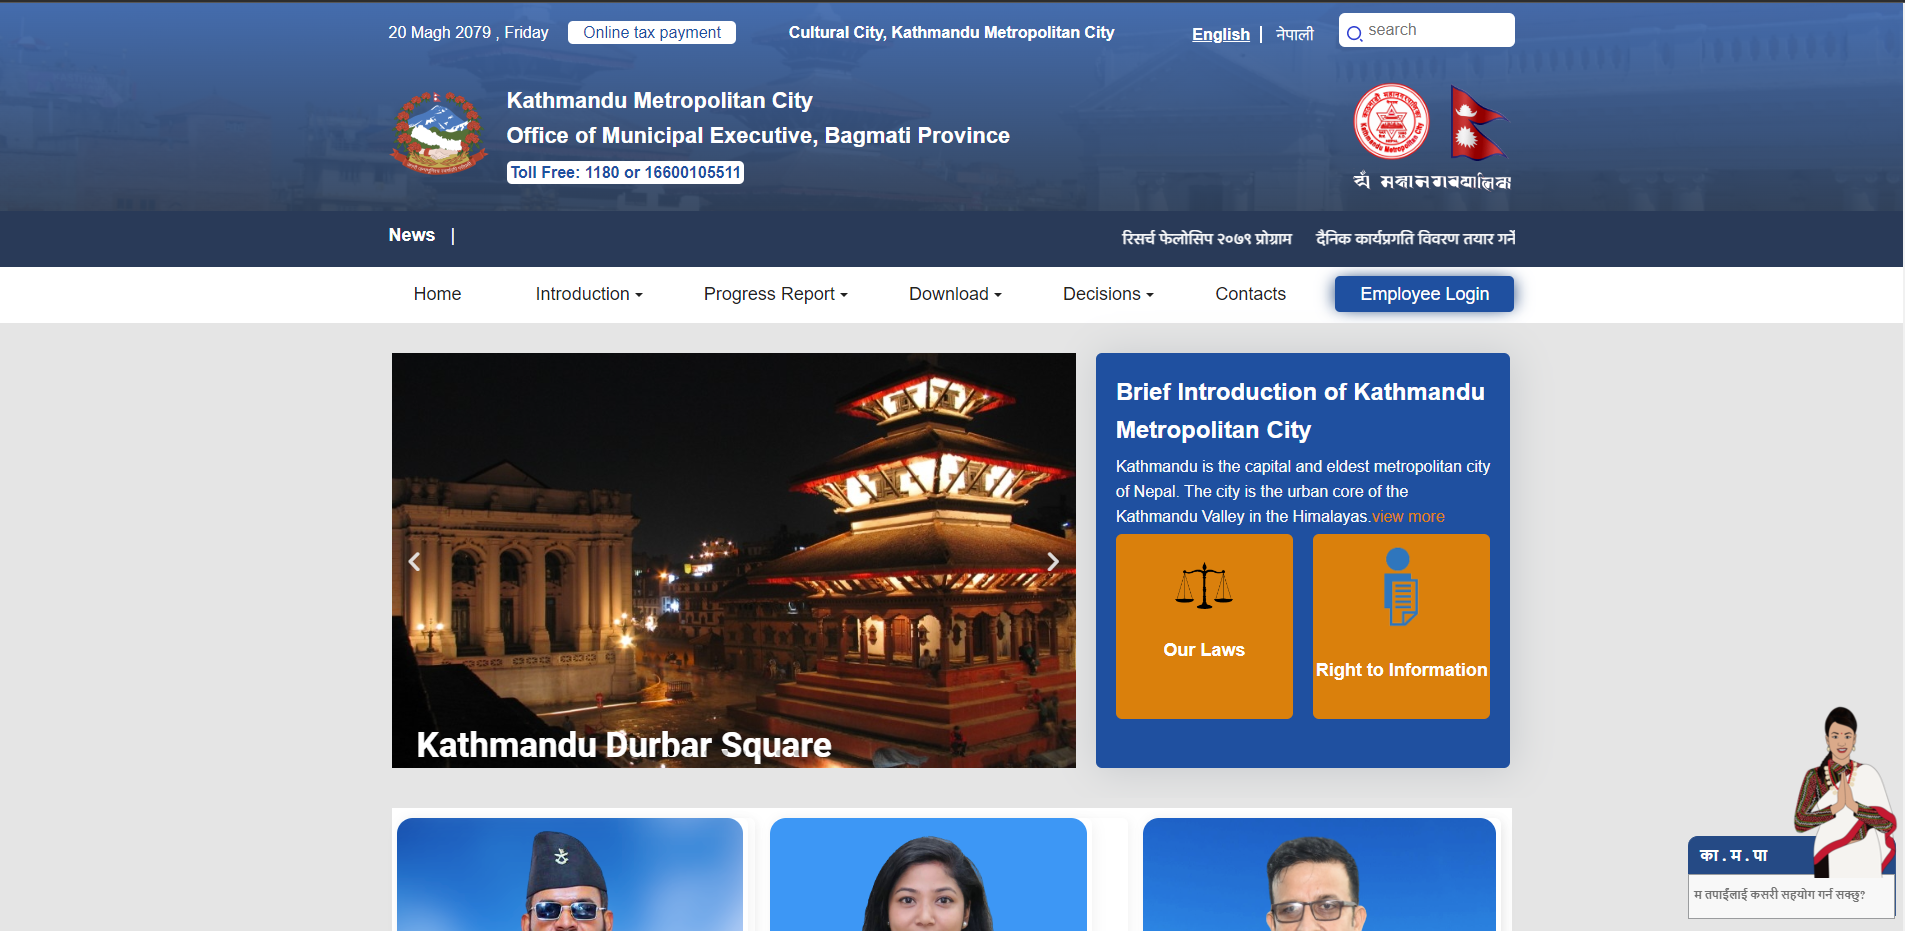 20 Magh 2079 , Friday
Online tax payment
Cultural City, Kathmandu Metropolitan City
English | नेपाली
search
Kathmandu Metropolitan City
Office of Municipal Executive, Bagmati Province
Toll Free: 1180 or 16600105511
Kathmandu Metropolitan City
News |
रिसर्च फेलोसिप २०७९ प्रोग्राम
दैनिक कार्यप्रगति विवरण तयार गर्ने
Home
Introduction
Progress Report
Download
Decisions
Contacts
Employee Login
Kathmandu Durbar Square
Brief Introduction of Kathmandu
Metropolitan City
Kathmandu is the capital and eldest metropolitan city
of Nepal. The city is the urban core of the
Kathmandu Valley in the Himalayas.view more
Our Laws
Right to Information
का . म . पा
म तपाईंलाई कसरी सहयोग गर्न सक्छु?